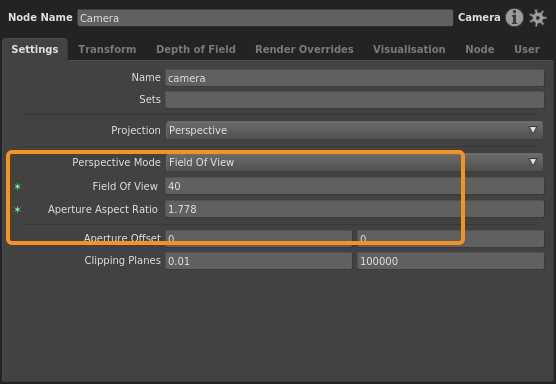 Node Name Camera Camera
Settings Transform Depth of Field Render Overrides Visualisation Node User
Name camera
Sets
Projection Perspective
Perspective Mode Field Of View
Field Of View 40
Aperture Aspect Ratio 1.778
Aperture Offset 0 0
Clipping Planes 0.01 100000